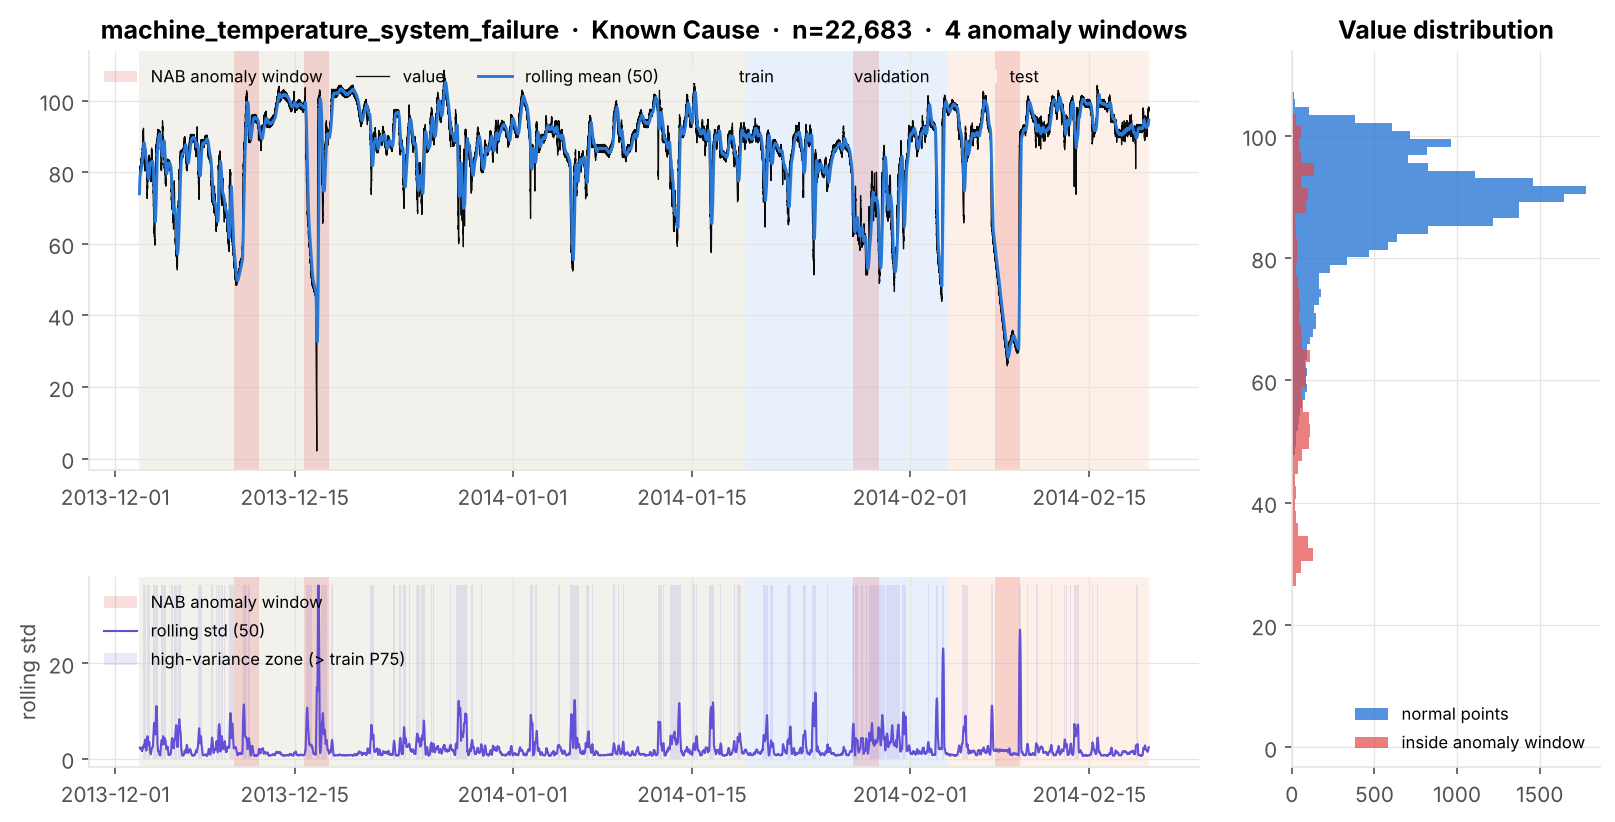 machine_temperature_system_failure · Known Cause · n=22,683 · 4 anomaly windows
NAB anomaly window
value
rolling mean (50)
train
validation
test
100
80
60
40
20
0
2013-12-01
2013-12-15
2014-01-01
2014-01-15
2014-02-01
2014-02-15
rolling std
NAB anomaly window
rolling std (50)
high-variance zone (> train P75)
20
0
2013-12-01
2013-12-15
2014-01-01
2014-01-15
2014-02-01
2014-02-15
Value distribution
100
80
60
40
20
0
normal points
inside anomaly window
0
500
1000
1500